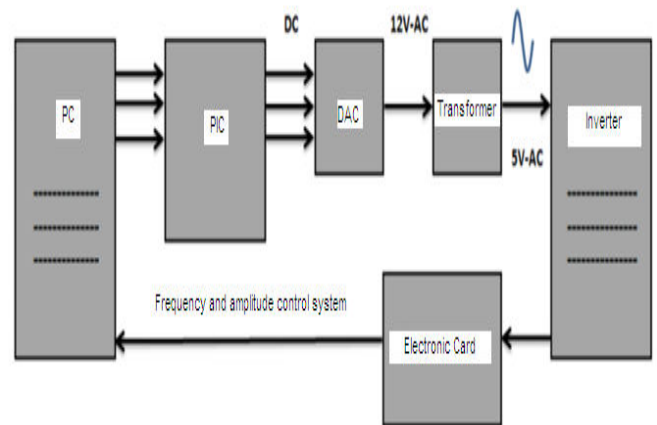 DC
12V-AC
PC
PIC
DAC
Transformer
Inverter
5V-AC
Frequency and amplitude control system
Electronic Card